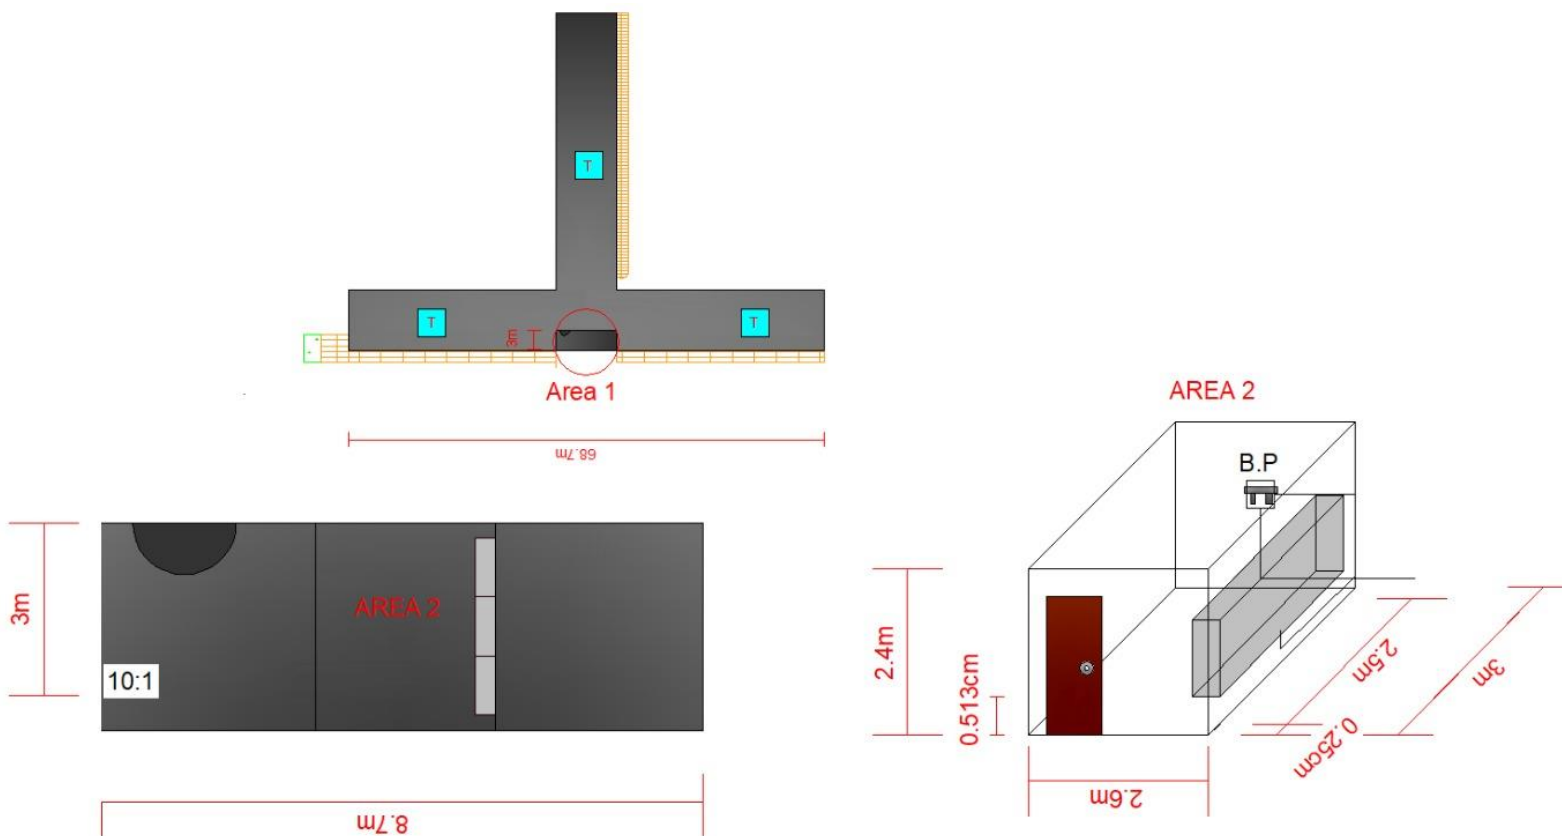 T
T
T
3m
Area 1
68.7m
3m
AREA 2
10:1
8.7m
AREA 2
B.P
2.4m
0.513cm
2.5m
3m
0.25cm
2.6m